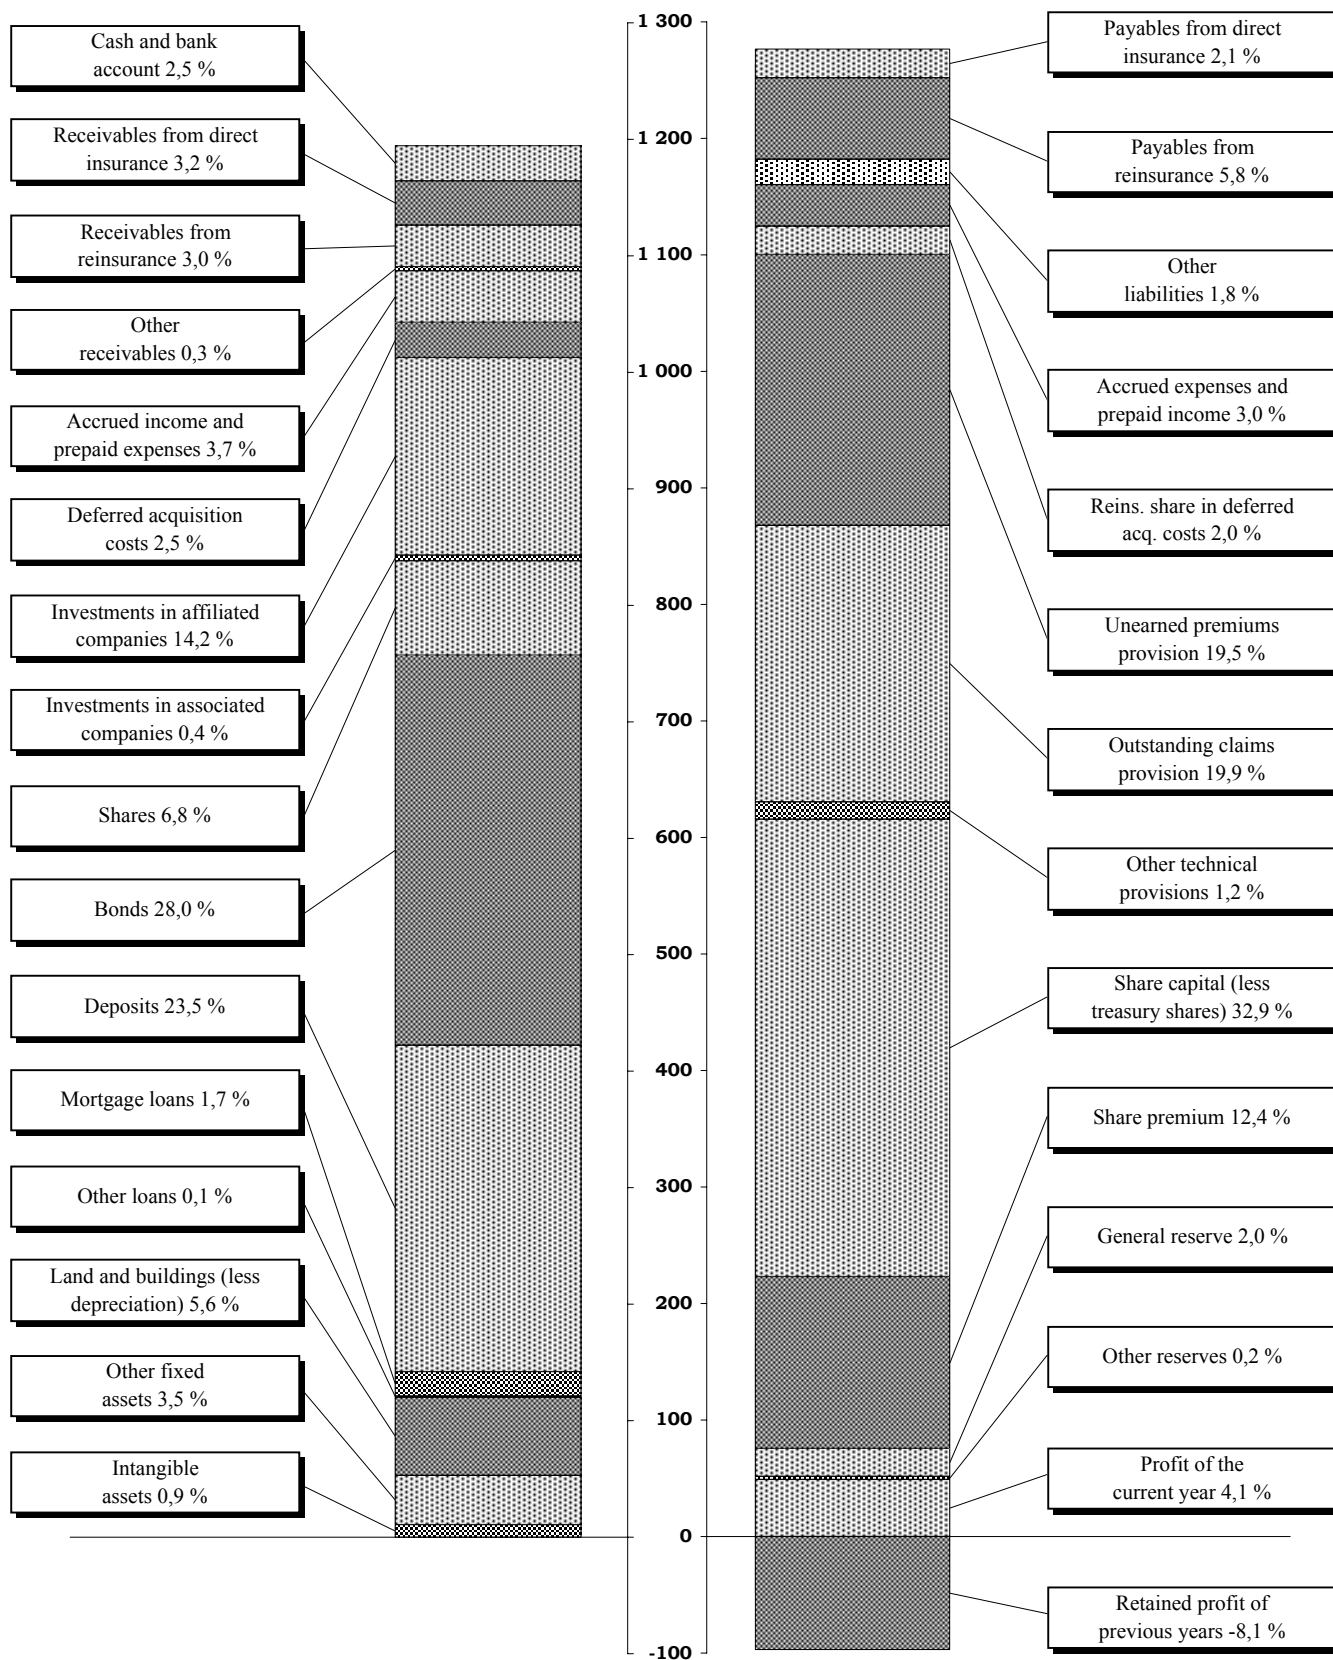 Cash and bank
account 2,5 %
Receivables from direct
insurance 3,2 %
Receivables from
reinsurance 3,0 %
Other
receivables 0,3 %
Accrued income and
prepaid expenses 3,7 %
Deferred acquisition
costs 2,5 %
Investments in affiliated
companies 14,2 %
Investments in associated
companies 0,4 %
Shares 6,8 %
Bonds 28,0 %
Deposits 23,5 %
Mortgage loans 1,7 %
Other loans 0,1 %
Land and buildings (less
depreciation) 5,6 %
Other fixed
assets 3,5 %
Intangible
assets 0,9 %
1 300
1 200
1 100
1 000
900
800
700
600
500
400
300
200
100
0
-100
Payables from direct
insurance 2,1 %
Payables from
reinsurance 5,8 %
Other
liabilities 1,8 %
Accrued expenses and
prepaid income 3,0 %
Reins. share in deferred
acq. costs 2,0 %
Unearned premiums
provision 19,5 %
Outstanding claims
provision 19,9 %
Other technical
provisions 1,2 %
Share capital (less
treasury shares) 32,9 %
Share premium 12,4 %
General reserve 2,0 %
Other reserves 0,2 %
Profit of the
current year 4,1 %
Retained profit of
previous years -8,1 %